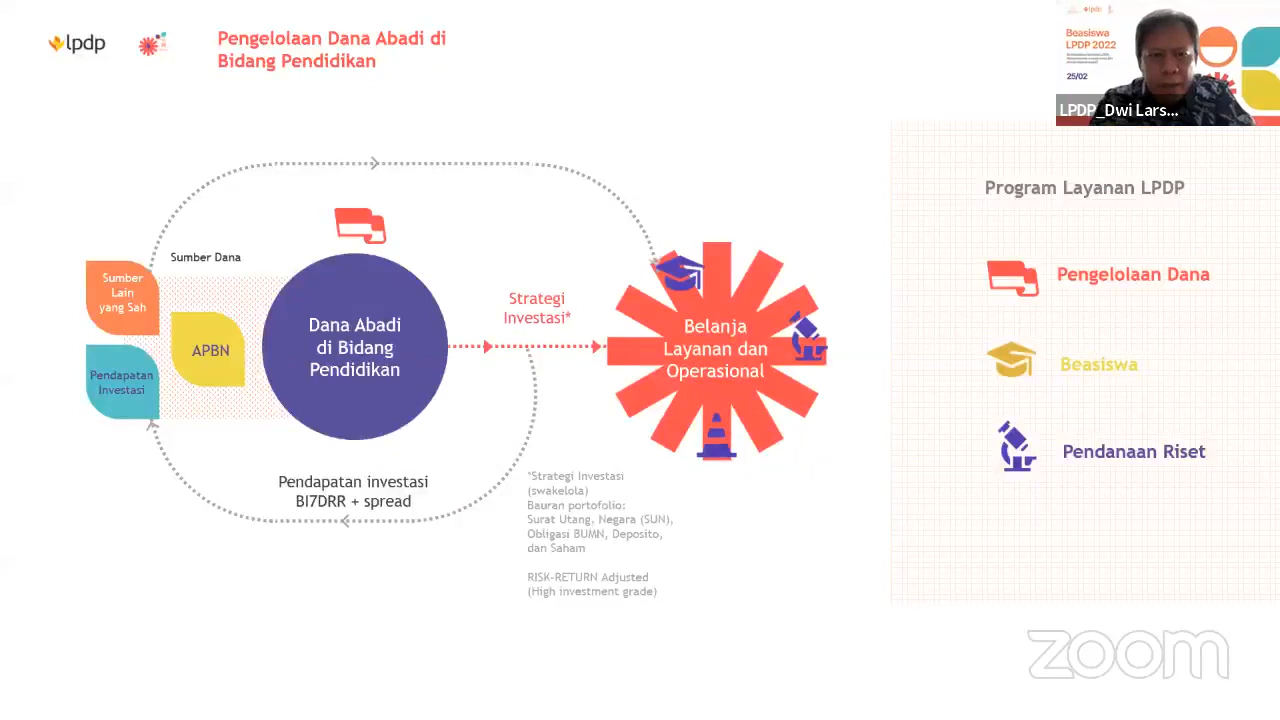 lpdp
Pengelolaan Dana Abadi di
Bidang Pendidikan
lpdp
Beasiswa
LPDP 2022
25/02
LPDP_Dwi Lars...
Sumber Dana
Sumber
Lain
yang Sah
APBN
Pendapatan
Investasi
Dana Abadi
di Bidang
Pendidikan
Strategi
Investasi*
Belanja
Layanan dan
Operasional
Pendapatan investasi
BI7DRR + spread
*Strategi Investasi
(swakelola)
Bauran portofolio:
Surat Utang, Negara (SUN),
Obligasi BUMN, Deposito,
dan Saham
RISK-RETURN Adjusted
(High investment grade)
Program Layanan LPDP
Pengelolaan Dana
Beasiswa
Pendanaan Riset
zoom